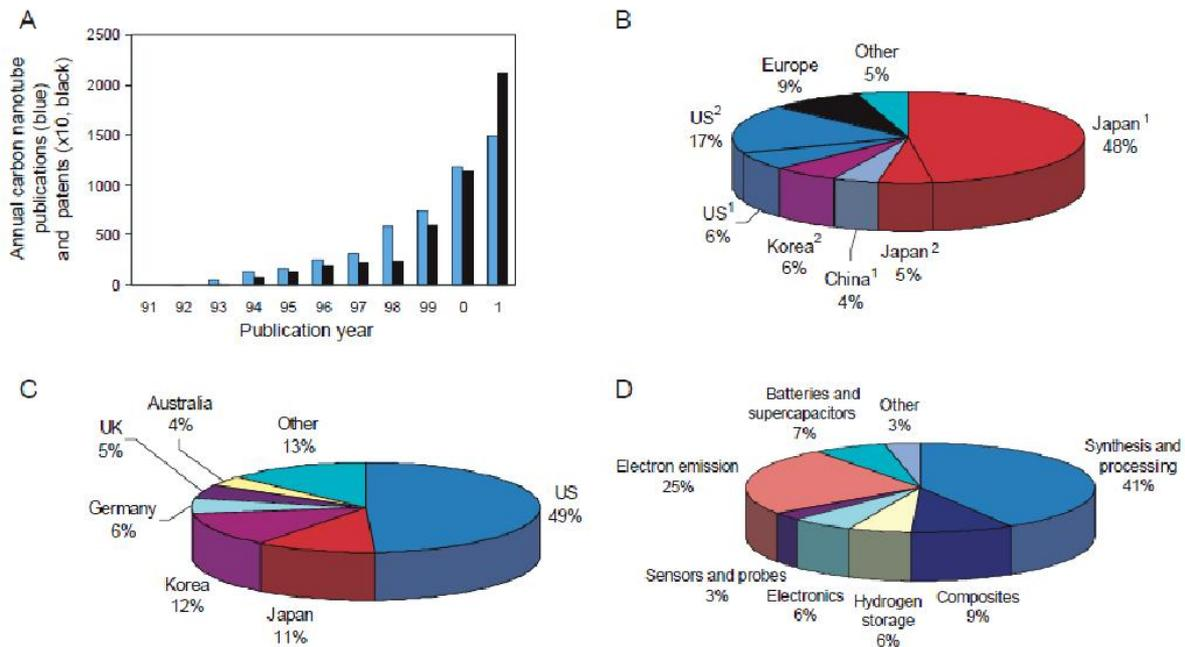 A
Annual carbon nanotube
publications (blue)
and patents (x10, black)
2500
2000
1500
1000
500
0
91 92 93 94 95 96 97 98 99 0 1
Publication year
B
Other
5%
Europe
9%
US2
17%
Japan1
48%
US1
6%
Korea2
6%
China1
4%
Japan2
5%
C
Australia
4%
Other
13%
UK
5%
Germany
6%
US
49%
Korea
12%
Japan
11%
D
Batteries and
supercapacitors
7%
Other
3%
Electron emission
25%
Synthesis and
processing
41%
Sensors and probes
3%
Electronics
6%
Hydrogen
storage
6%
Composites
9%